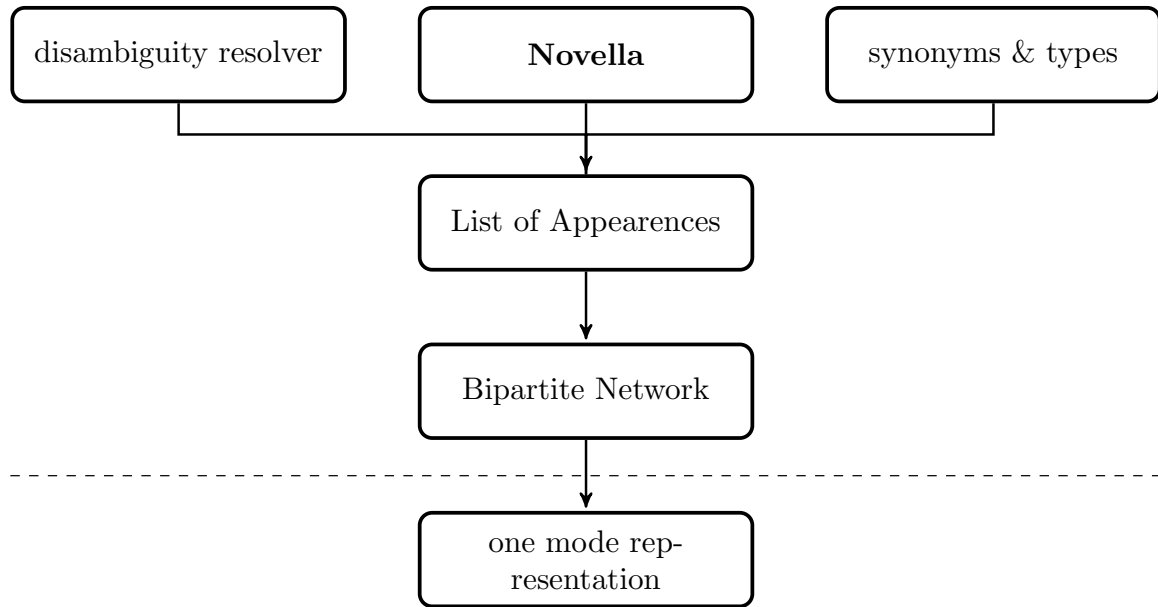 disambiguity resolver
Novella
synonyms & types
List of Appearences
Bipartite Network
one mode rep-
resentation